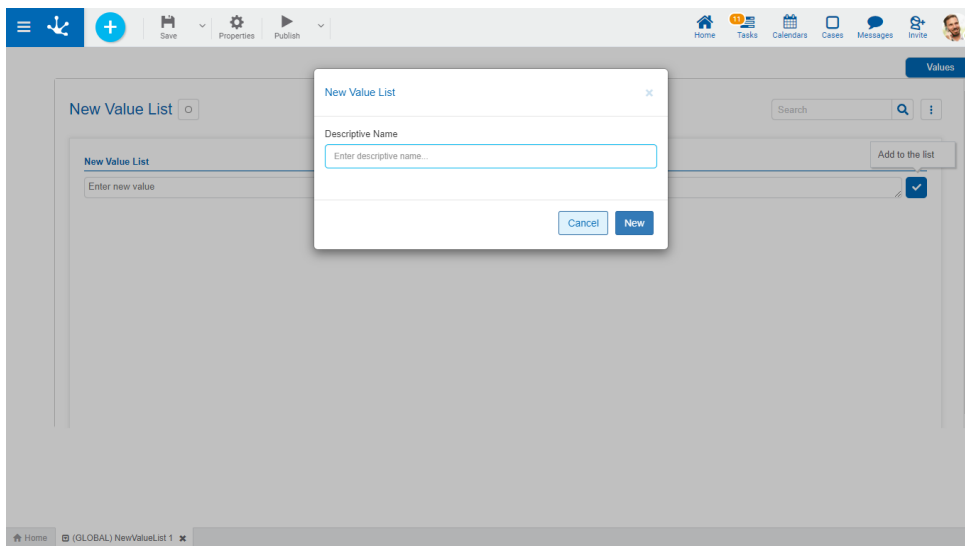 Save
Properties
Publish
Home
11
Tasks
Calendars
Cases
Messages
Invite
Values
New Value List
Search
New Value List
×
Descriptive Name
Enter descriptive name...
Cancel
New
New Value List
Add to the list
Enter new value
Home
(GLOBAL) NewValueList 1